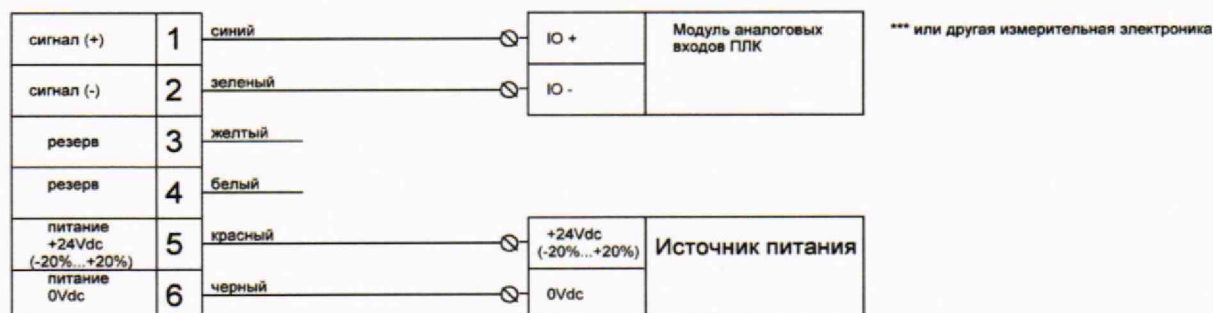 сигнал (+) 1 синий IO + Модуль аналоговых
входов ПЛК
*** или другая измерительная электроника
сигнал (-) 2 зеленый IO -
резерв 3 желтый
резерв 4 белый
питание
+24Vdc
(-20%...+20%)
5 красный
+24Vdc
(-20%...+20%)
Источник питания
питание
0Vdc
6 черный 0Vdc